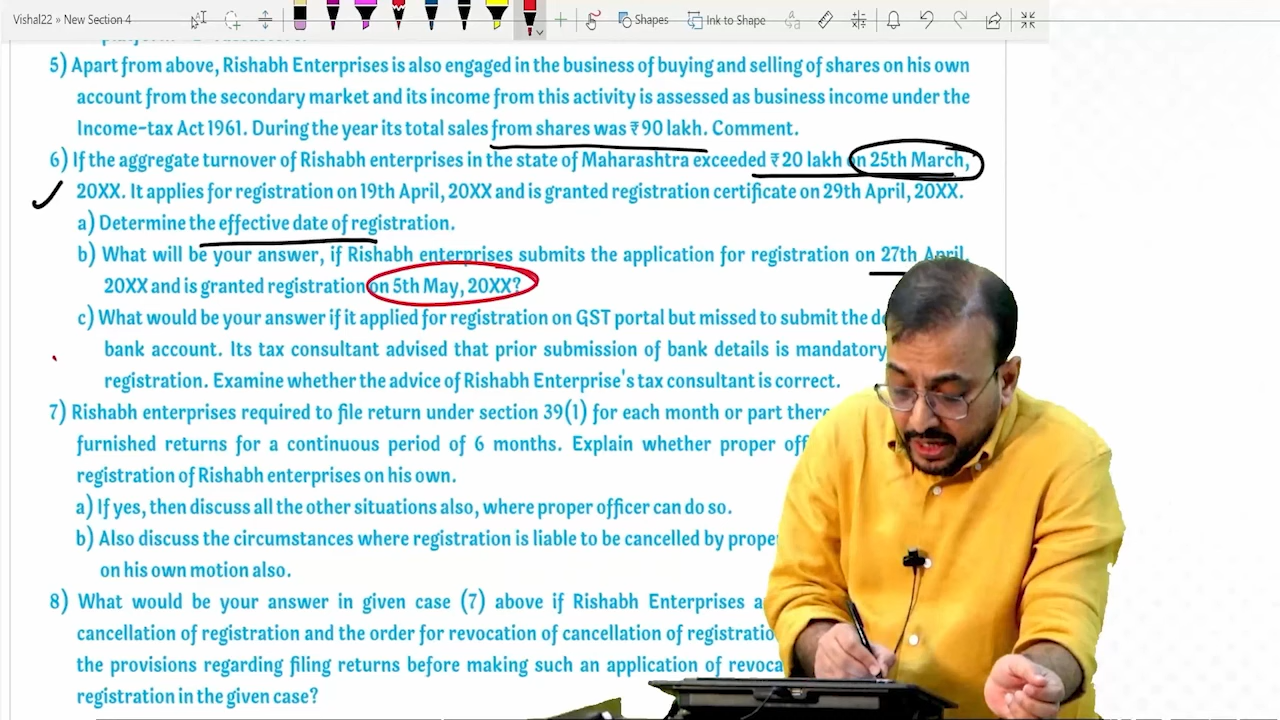 Vishal22 » New Section 4
Shapes
Ink to Shape
5) Apart from above, Rishabh Enterprises is also engaged in the business of buying and selling of shares on his own
account from the secondary market and its income from this activity is assessed as business income under the
Income-tax Act 1961. During the year its total sales from shares was ₹90 lakh. Comment.
6) If the aggregate turnover of Rishabh enterprises in the state of Maharashtra exceeded ₹20 lakh on 25th March,
20XX. It applies for registration on 19th April, 20XX and is granted registration certificate on 29th April, 20XX.
a) Determine the effective date of registration.
b) What will be your answer, if Rishabh enterprises submits the application for registration on 27th April,
20XX and is granted registration on 5th May, 20XX?
c) What would be your answer if it applied for registration on GST portal but missed to submit the
bank account. Its tax consultant advised that prior submission of bank details is mandatory
registration. Examine whether the advice of Rishabh Enterprise's tax consultant is correct.
7) Rishabh enterprises required to file return under section 39(1) for each month or part
furnished returns for a continuous period of 6 months. Explain whether proper
registration of Rishabh enterprises on his own.
a) If yes, then discuss all the other situations also, where proper officer can do so.
b) Also discuss the circumstances where registration is liable to be cancelled by
on his own motion also.
8) What would be your answer in given case (7) above if Rishabh Enterprises
cancellation of registration and the order for revocation of cancellation of
the provisions regarding filing returns before making such an application of
registration in the given case?